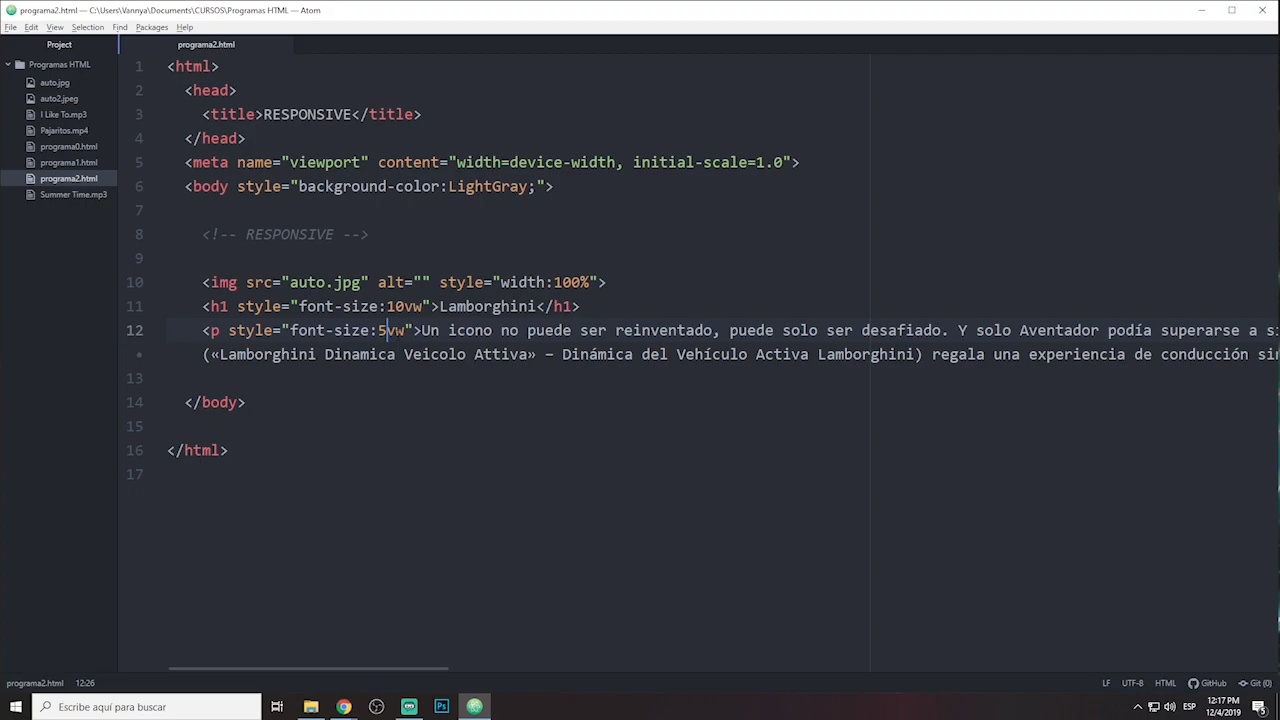 programa2.html — C:\Users\Vannya\Documents\CURSOS\Programas HTML — Atom
File Edit View Selection Find Packages Help
Project
programa2.html
Programas HTML
auto.jpg
auto2.jpeg
I Like To.mp3
Pajaritos.mp4
programa0.html
programa1.html
programa2.html
Summer Time.mp3
1 <html>
2 <head>
3 <title>RESPONSIVE</title>
4 </head>
5 <meta name="viewport" content="width=device-width, initial-scale=1.0">
6 <body style="background-color:LightGray;">
7
8 <!-- RESPONSIVE -->
9
10 <img src="auto.jpg" alt="" style="width:100%">
11 <h1 style="font-size:10vw">Lamborghini</h1>
12 <p style="font-size:5vw">Un icono no puede ser reinventado, puede solo ser desafiado. Y solo Aventador podía superarse a si
• («Lamborghini Dinamica Veicolo Attiva» – Dinámica del Vehículo Activa Lamborghini) regala una experiencia de conducción sin
13
14 </body>
15
16 </html>
17
programa2.html 12:26
LF UTF-8 HTML GitHub Git (0)
Escribe aquí para buscar
Ps
ESP
12:17 PM
12/4/2019
5